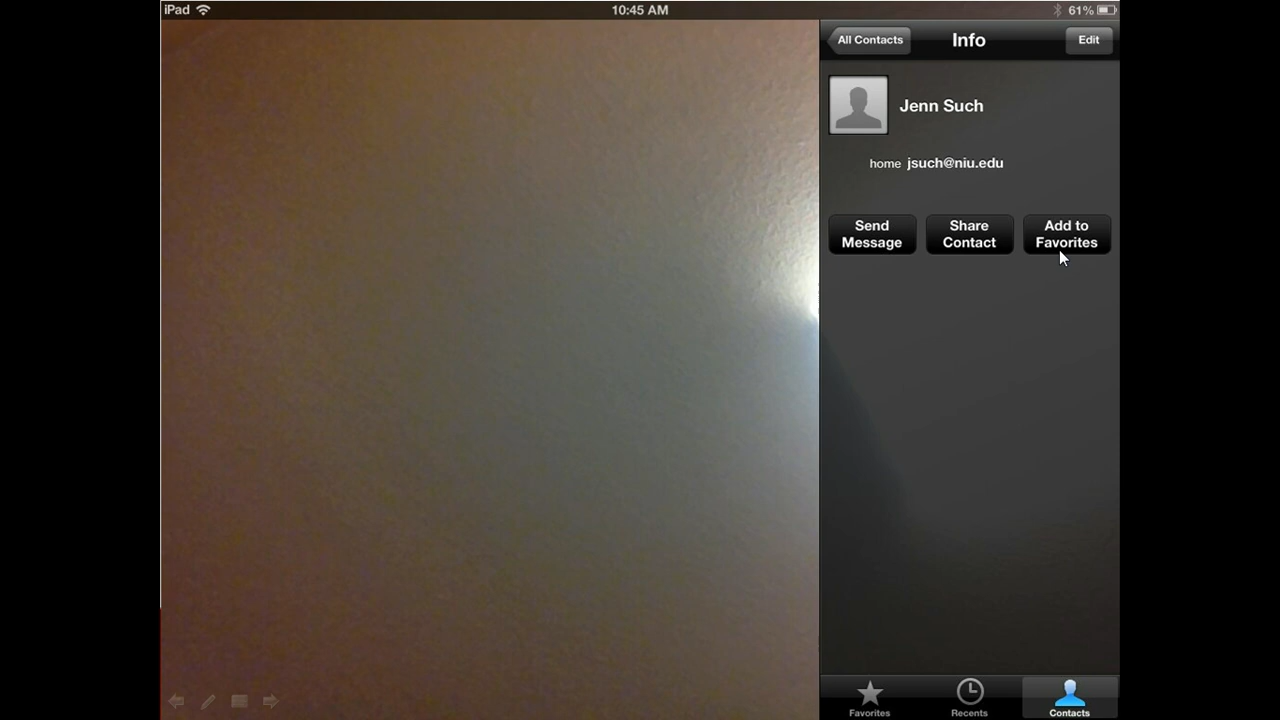 iPad 10:45 AM 61%
All Contacts Info Edit
Jenn Such
home jsuch@niu.edu
Send Message
Share Contact
Add to Favorites
Favorites Recents Contacts